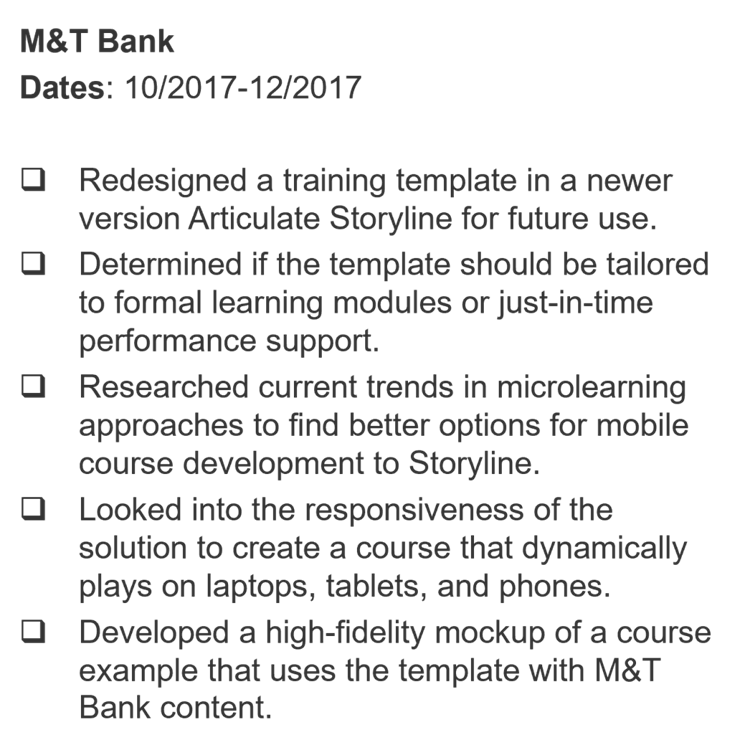 M&T Bank
Dates: 10/2017-12/2017
❑ Redesigned a training template in a newer
version Articulate Storyline for future use.
❑ Determined if the template should be tailored
to formal learning modules or just-in-time
performance support.
❑ Researched current trends in microlearning
approaches to find better options for mobile
course development to Storyline.
❑ Looked into the responsiveness of the
solution to create a course that dynamically
plays on laptops, tablets, and phones.
❑ Developed a high-fidelity mockup of a course
example that uses the template with M&T
Bank content.